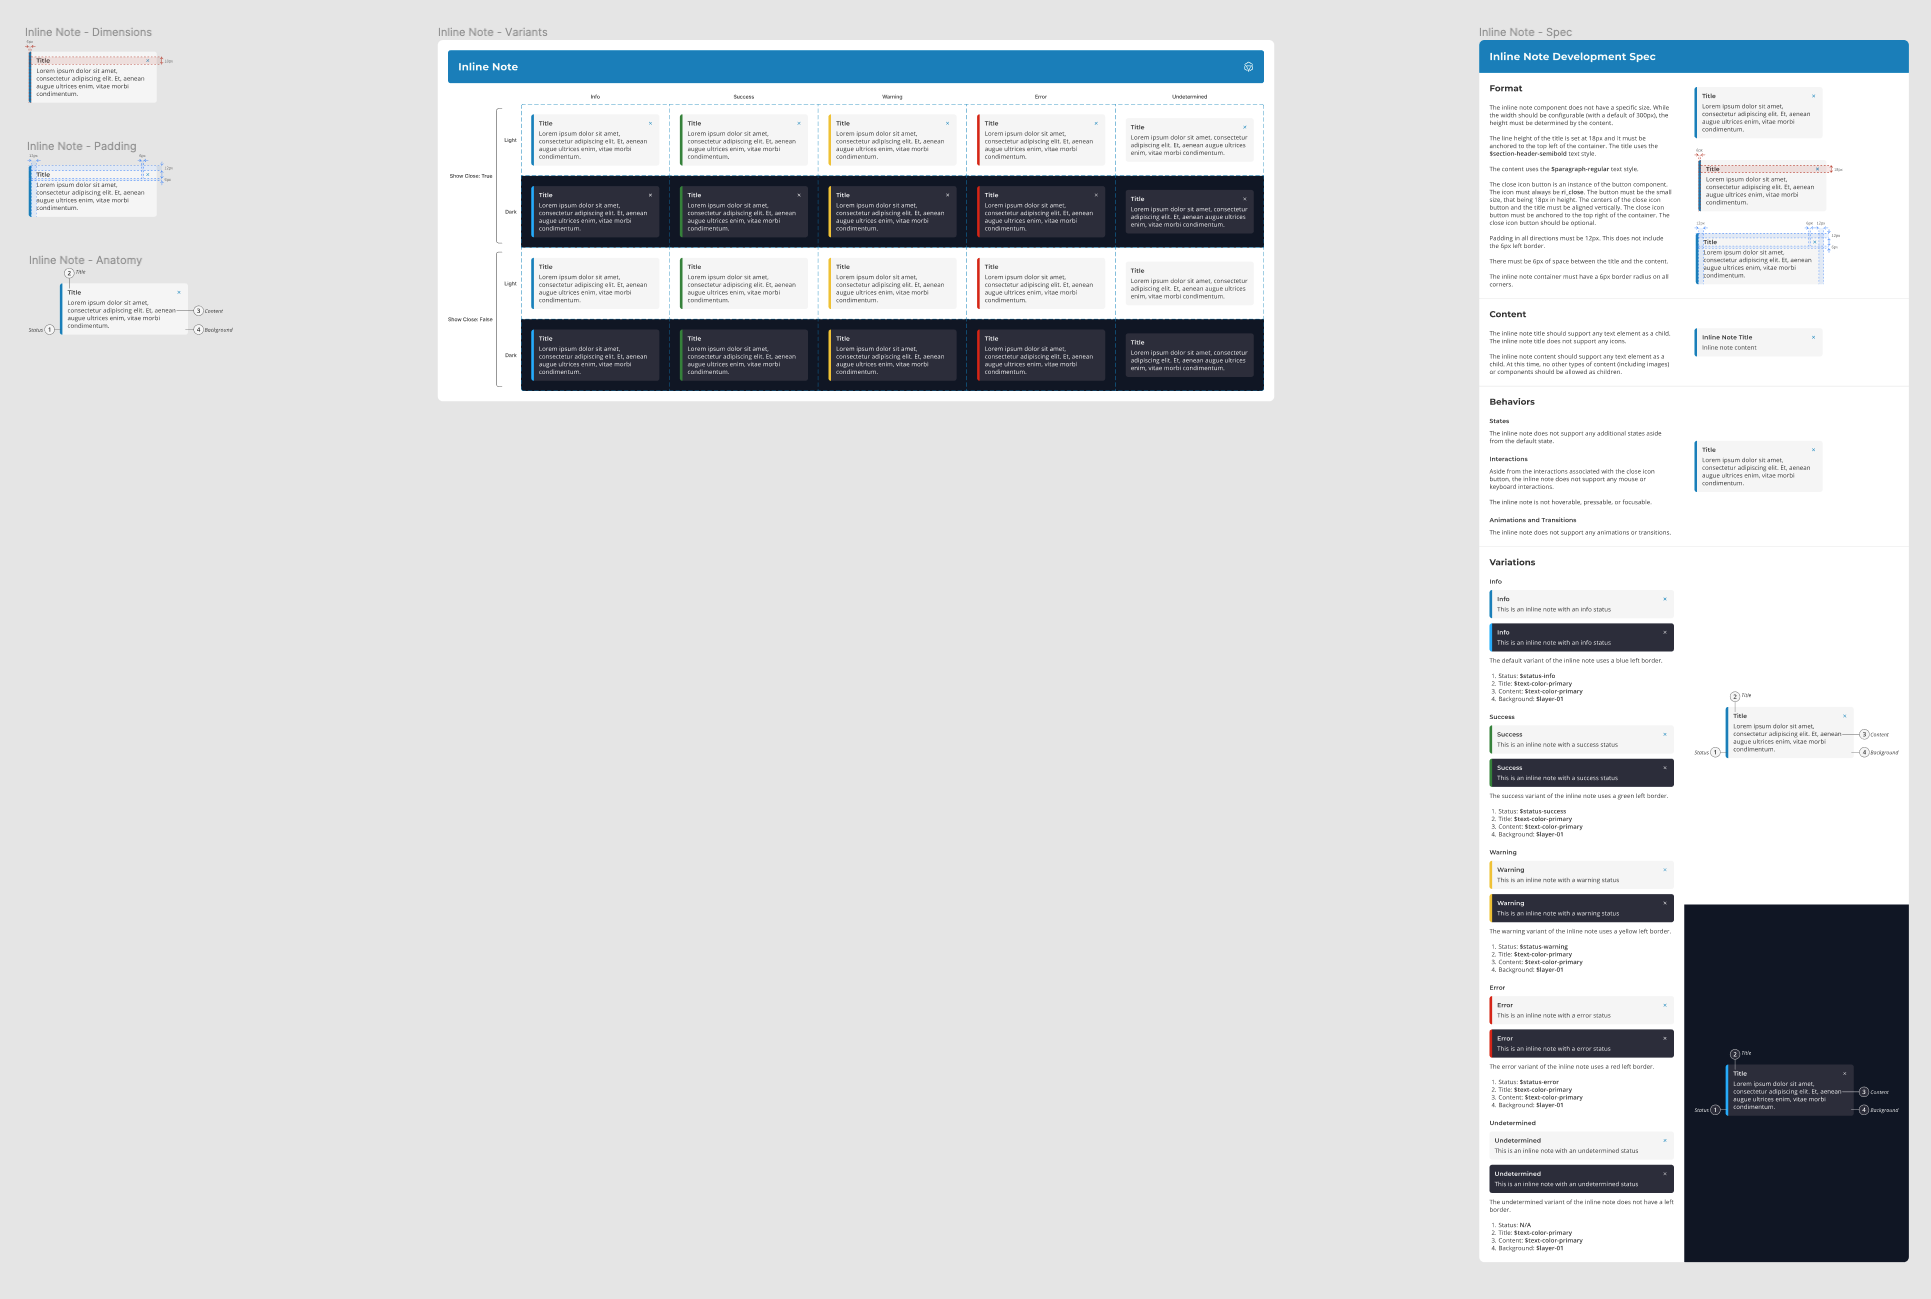 Inline Note - Dimensions
6px
Title
18px
Lorem ipsum dolor sit amet,
consectetur adipiscing elit. Et, aenean
augue ultrices enim, vitae morbi
condimentum.
Inline Note - Padding
12px
6px
12px
Title
6px
Lorem ipsum dolor sit amet,
consectetur adipiscing elit. Et, aenean
augue ultrices enim, vitae morbi
condimentum.
Inline Note - Anatomy
2 Title
Title
Lorem ipsum dolor sit amet,
consectetur adipiscing elit. Et, aenean
augue ultrices enim, vitae morbi
condimentum.
3 Content
Status 1
4 Background
Inline Note - Variants
Inline Note
Info Success Warning Error Undetermined
Show Close: True
Light
Title
Lorem ipsum dolor sit amet,
consectetur adipiscing elit. Et, aenean
augue ultrices enim, vitae morbi
condimentum.
Title
Lorem ipsum dolor sit amet,
consectetur adipiscing elit. Et, aenean
augue ultrices enim, vitae morbi
condimentum.
Title
Lorem ipsum dolor sit amet,
consectetur adipiscing elit. Et, aenean
augue ultrices enim, vitae morbi
condimentum.
Title
Lorem ipsum dolor sit amet,
consectetur adipiscing elit. Et, aenean
augue ultrices enim, vitae morbi
condimentum.
Title
Lorem ipsum dolor sit amet, consectetur
adipiscing elit. Et, aenean augue ultrices
enim, vitae morbi condimentum.
Dark
Title
Lorem ipsum dolor sit amet,
consectetur adipiscing elit. Et, aenean
augue ultrices enim, vitae morbi
condimentum.
Title
Lorem ipsum dolor sit amet,
consectetur adipiscing elit. Et, aenean
augue ultrices enim, vitae morbi
condimentum.
Title
Lorem ipsum dolor sit amet,
consectetur adipiscing elit. Et, aenean
augue ultrices enim, vitae morbi
condimentum.
Title
Lorem ipsum dolor sit amet,
consectetur adipiscing elit. Et, aenean
augue ultrices enim, vitae morbi
condimentum.
Title
Lorem ipsum dolor sit amet, consectetur
adipiscing elit. Et, aenean augue ultrices
enim, vitae morbi condimentum.
Show Close: False
Light
Title
Lorem ipsum dolor sit amet,
consectetur adipiscing elit. Et, aenean
augue ultrices enim, vitae morbi
condimentum.
Title
Lorem ipsum dolor sit amet,
consectetur adipiscing elit. Et, aenean
augue ultrices enim, vitae morbi
condimentum.
Title
Lorem ipsum dolor sit amet,
consectetur adipiscing elit. Et, aenean
augue ultrices enim, vitae morbi
condimentum.
Title
Lorem ipsum dolor sit amet,
consectetur adipiscing elit. Et, aenean
augue ultrices enim, vitae morbi
condimentum.
Title
Lorem ipsum dolor sit amet, consectetur
adipiscing elit. Et, aenean augue ultrices
enim, vitae morbi condimentum.
Dark
Title
Lorem ipsum dolor sit amet,
consectetur adipiscing elit. Et, aenean
augue ultrices enim, vitae morbi
condimentum.
Title
Lorem ipsum dolor sit amet,
consectetur adipiscing elit. Et, aenean
augue ultrices enim, vitae morbi
condimentum.
Title
Lorem ipsum dolor sit amet,
consectetur adipiscing elit. Et, aenean
augue ultrices enim, vitae morbi
condimentum.
Title
Lorem ipsum dolor sit amet,
consectetur adipiscing elit. Et, aenean
augue ultrices enim, vitae morbi
condimentum.
Title
Lorem ipsum dolor sit amet, consectetur
adipiscing elit. Et, aenean augue ultrices
enim, vitae morbi condimentum.
Inline Note - Spec
Inline Note Development Spec
Format
The inline note component does not have a specific size. While
the width should be configurable (with a default of 300px), the
height must be determined by the content.
The line height of the title is set at 18px and it must be
anchored to the top left of the container. The title uses the
$section-header-semibold text style.
The content uses the $paragraph-regular text style.
The close icon button is an instance of the button component.
The icon must always be ri_close. The button must be the small
size, that being 18px in height. The centers of the close icon
button and the title must be aligned vertically. The close icon
button must be anchored to the top right of the container. The
close icon button should be optional.
Padding in all directions must be 12px. This does not include
the 6px left border.
There must be 6px of space between the title and the content.
The inline note container must have a 6px border radius on all
corners.
Title
Lorem ipsum dolor sit amet,
consectetur adipiscing elit. Et, aenean
augue ultrices enim, vitae morbi
condimentum.
6px
Title
18px
Lorem ipsum dolor sit amet,
consectetur adipiscing elit. Et, aenean
augue ultrices enim, vitae morbi
condimentum.
12px
6px 12px
12px
Title
6px
Lorem ipsum dolor sit amet,
consectetur adipiscing elit. Et, aenean
augue ultrices enim, vitae morbi
condimentum.
Content
The inline note title should support any text element as a child.
The inline note title does not support any icons.
The inline note content should support any text element as a
child. At this time, no other types of content (including images)
or components should be allowed as children.
Inline Note Title
Inline note content
Behaviors
States
The inline note does not support any additional states aside
from the default state.
Interactions
Aside from the interactions associated with the close icon
button, the inline note does not support any mouse or
keyboard interactions.
The inline note is not hoverable, pressable, or focusable.
Animations and Transitions
The inline note does not support any animations or transitions.
Title
Lorem ipsum dolor sit amet,
consectetur adipiscing elit. Et, aenean
augue ultrices enim, vitae morbi
condimentum.
Variations
Info
Info
This is an inline note with an info status
Info
This is an inline note with an info status
The default variant of the inline note uses a blue left border.
1. Status: $status-info
2. Title: $text-color-primary
3. Content: $text-color-primary
4. Background: $layer-01
Success
Success
This is an inline note with a success status
Success
This is an inline note with a success status
The success variant of the inline note uses a green left border.
1. Status: $status-success
2. Title: $text-color-primary
3. Content: $text-color-primary
4. Background: $layer-01
Warning
Warning
This is an inline note with a warning status
Warning
This is an inline note with a warning status
The warning variant of the inline note uses a yellow left border.
1. Status: $status-warning
2. Title: $text-color-primary
3. Content: $text-color-primary
4. Background: $layer-01
Error
Error
This is an inline note with a error status
Error
This is an inline note with a error status
The error variant of the inline note uses a red left border.
1. Status: $status-error
2. Title: $text-color-primary
3. Content: $text-color-primary
4. Background: $layer-01
Undetermined
Undetermined
This is an inline note with an undetermined status
Undetermined
This is an inline note with an undetermined status
The undetermined variant of the inline note does not have a left
border.
1. Status: N/A
2. Title: $text-color-primary
3. Content: $text-color-primary
4. Background: $layer-01
2 Title
Title
Lorem ipsum dolor sit amet,
consectetur adipiscing elit. Et, aenean
augue ultrices enim, vitae morbi
condimentum.
3 Content
Status 1
4 Background
2 Title
Title
Lorem ipsum dolor sit amet,
consectetur adipiscing elit. Et, aenean
augue ultrices enim, vitae morbi
condimentum.
3 Content
Status 1
4 Background